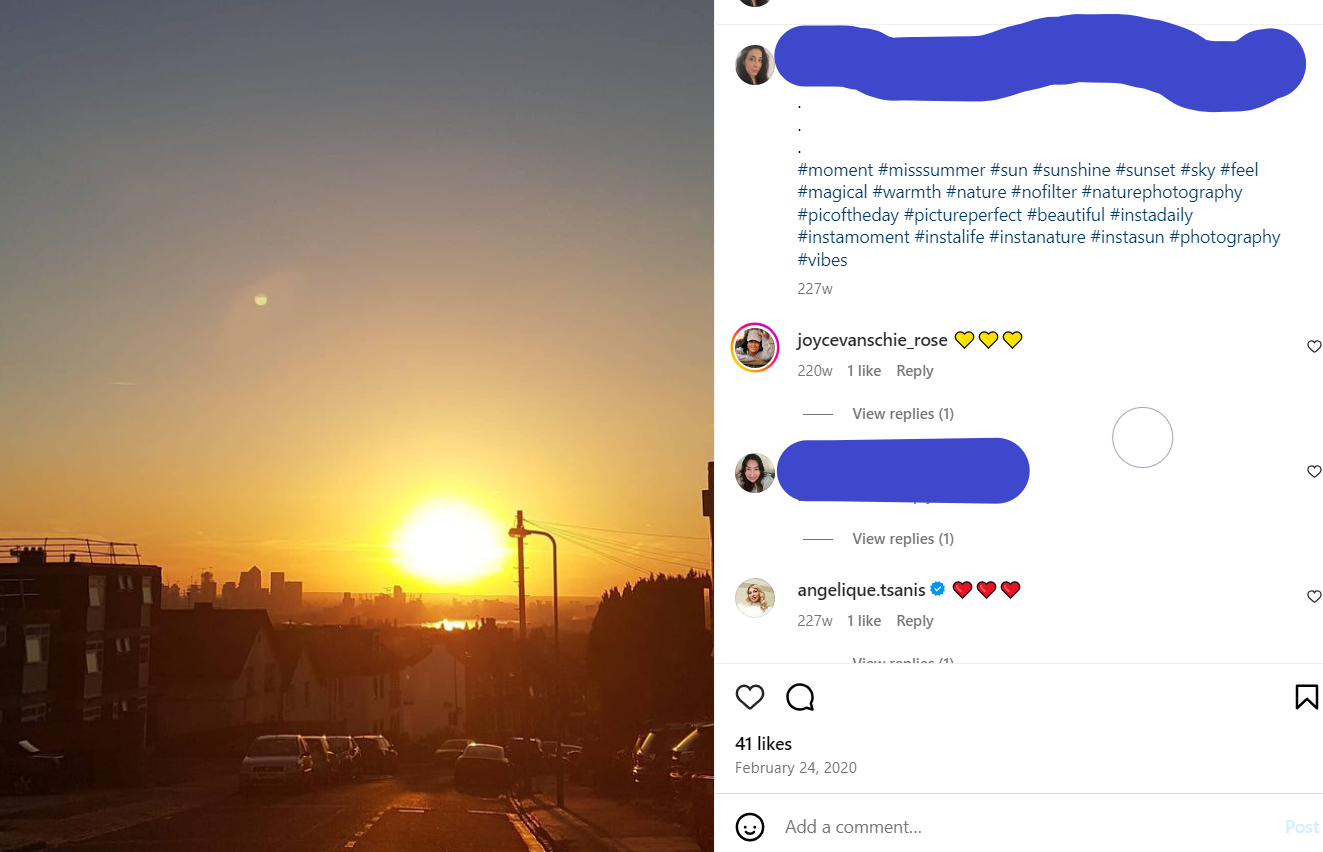 .
.
.
#moment #misssummer #sun #sunshine #sunset #sky #feel
#magical #warmth #nature #nofilter #naturephotography
#picoftheday #pictureperfect #beautiful #instadaily
#instamoment #instalife #instanature #instasun #photography
#vibes
227w
joycevanschie_rose 💛💛💛
220w 1 like Reply
View replies (1)
View replies (1)
angelique.tsanis ❤️❤️❤️
227w 1 like Reply
View replies (1)
41 likes
February 24, 2020
Add a comment...
Post